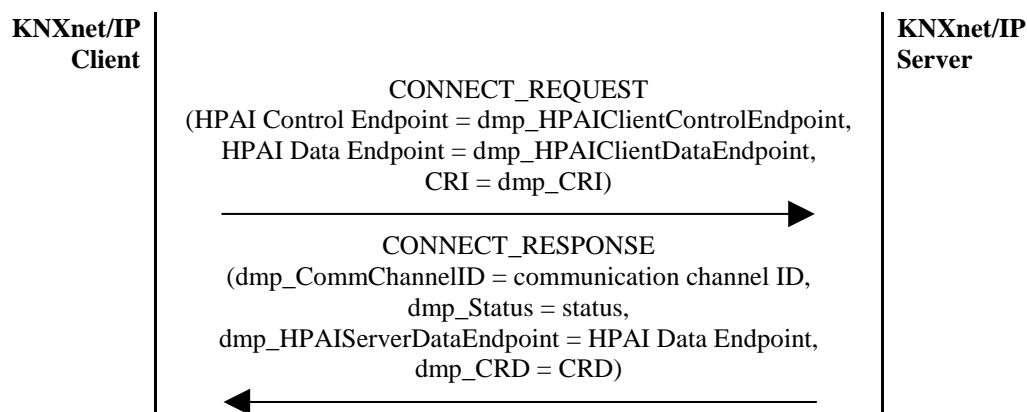 KNXnet/IP
Client
KNXnet/IP
Server
CONNECT_REQUEST
(HPAI Control Endpoint = dmp_HPAIClientControlEndpoint,
HPAI Data Endpoint = dmp_HPAIClientDataEndpoint,
CRI = dmp_CRI)
CONNECT_RESPONSE
(dmp_CommChannelID = communication channel ID,
dmp_Status = status,
dmp_HPAIServerDataEndpoint = HPAI Data Endpoint,
dmp_CRD = CRD)